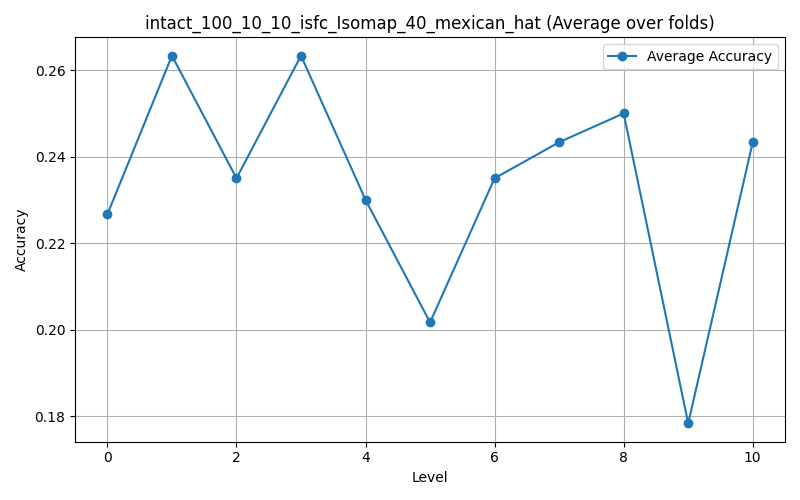 intact_100_10_10_isfc_Isomap_40_mexican_hat (Average over folds)
Average Accuracy
Accuracy
0.26
0.24
0.22
0.20
0.18
0 2 4 6 8 10
Level